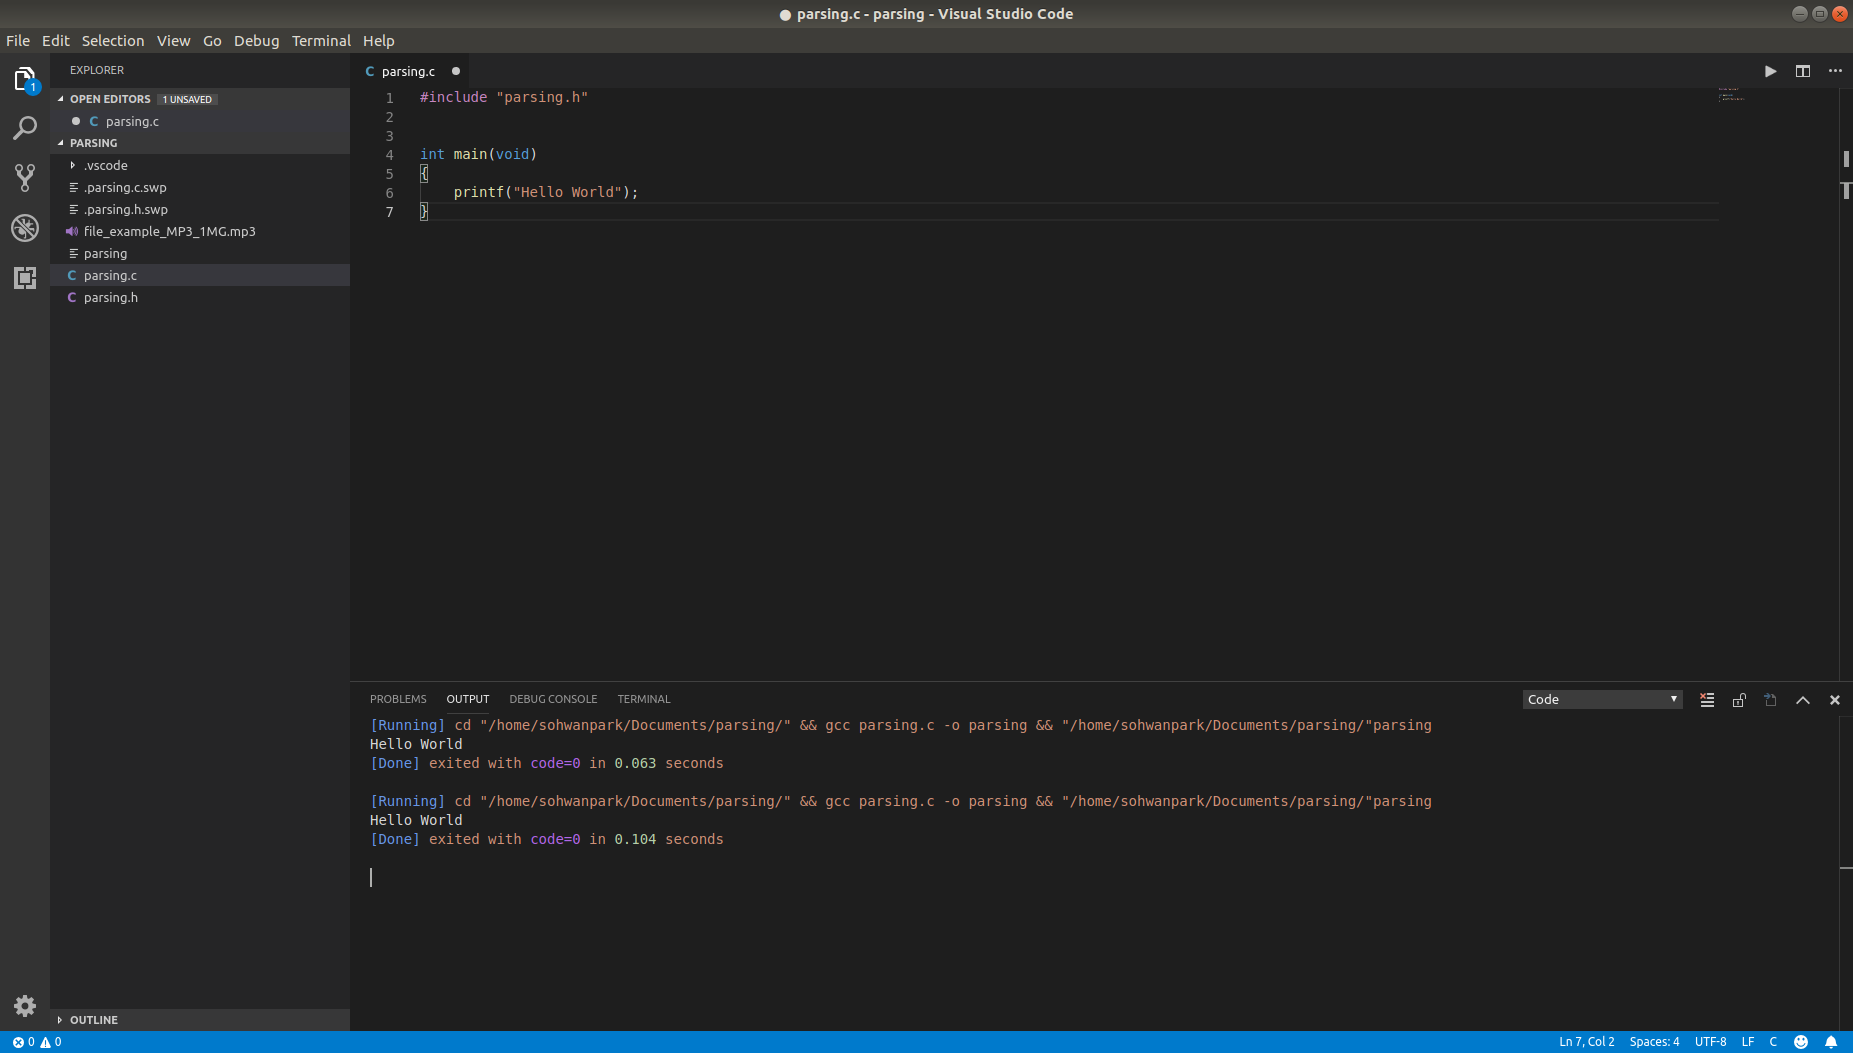 ● parsing.c - parsing - Visual Studio Code
File Edit Selection View Go Debug Terminal Help
1
EXPLORER
OPEN EDITORS 1 UNSAVED
C parsing.c
PARSING
.vscode
.parsing.c.swp
.parsing.h.swp
file_example_MP3_1MG.mp3
parsing
C parsing.c
C parsing.h
OUTLINE
C parsing.c ●
1 #include "parsing.h"
2
3
4 int main(void)
5 {
6 printf("Hello World");
7 }
PROBLEMS OUTPUT DEBUG CONSOLE TERMINAL Code
[Running] cd "/home/sohwanpark/Documents/parsing/" && gcc parsing.c -o parsing && "/home/sohwanpark/Documents/parsing/"parsing
Hello World
[Done] exited with code=0 in 0.063 seconds
[Running] cd "/home/sohwanpark/Documents/parsing/" && gcc parsing.c -o parsing && "/home/sohwanpark/Documents/parsing/"parsing
Hello World
[Done] exited with code=0 in 0.104 seconds
0 0 Ln 7, Col 2 Spaces: 4 UTF-8 LF C